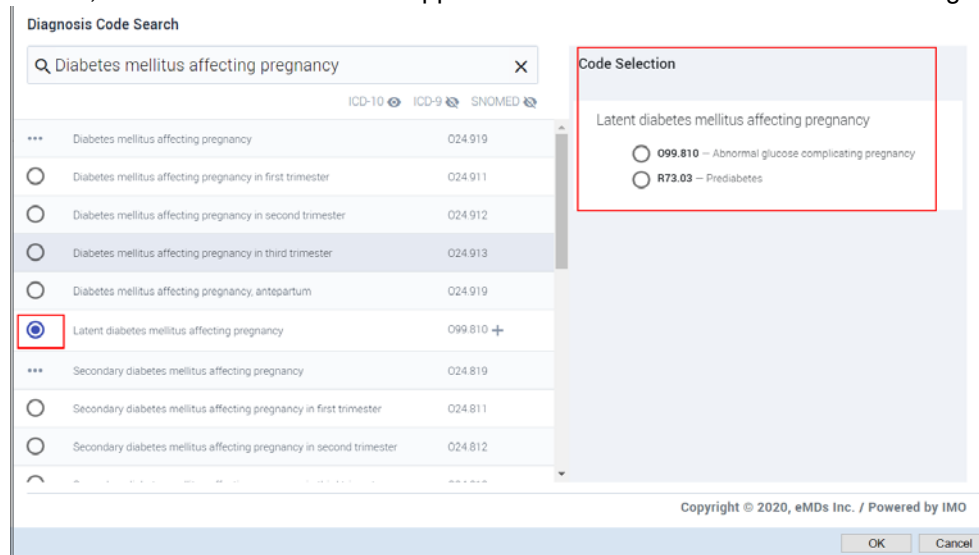 Diagnosis Code Search
Diabetes mellitus affecting pregnancy
ICD-10 ICD-9 SNOMED
Diabetes mellitus affecting pregnancy O24.919
Diabetes mellitus affecting pregnancy in first trimester O24.911
Diabetes mellitus affecting pregnancy in second trimester O24.912
Diabetes mellitus affecting pregnancy in third trimester O24.913
Diabetes mellitus affecting pregnancy, antepartum O24.919
Latent diabetes mellitus affecting pregnancy O99.810 +
Secondary diabetes mellitus affecting pregnancy O24.819
Secondary diabetes mellitus affecting pregnancy in first trimester O24.811
Secondary diabetes mellitus affecting pregnancy in second trimester O24.812
Code Selection
Latent diabetes mellitus affecting pregnancy
O99.810 – Abnormal glucose complicating pregnancy
R73.03 – Prediabetes
Copyright © 2020, eMDs Inc. / Powered by IMO
OK Cancel